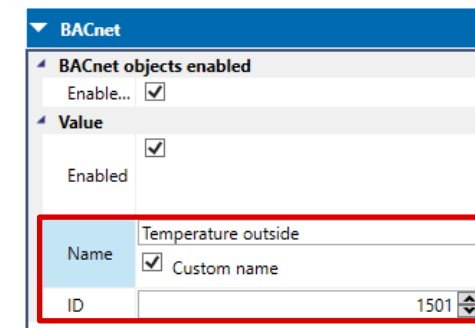 BACnet
BACnet objects enabled
Enable...
Value
Enabled
Temperature outside
Name
Custom name
ID 1501